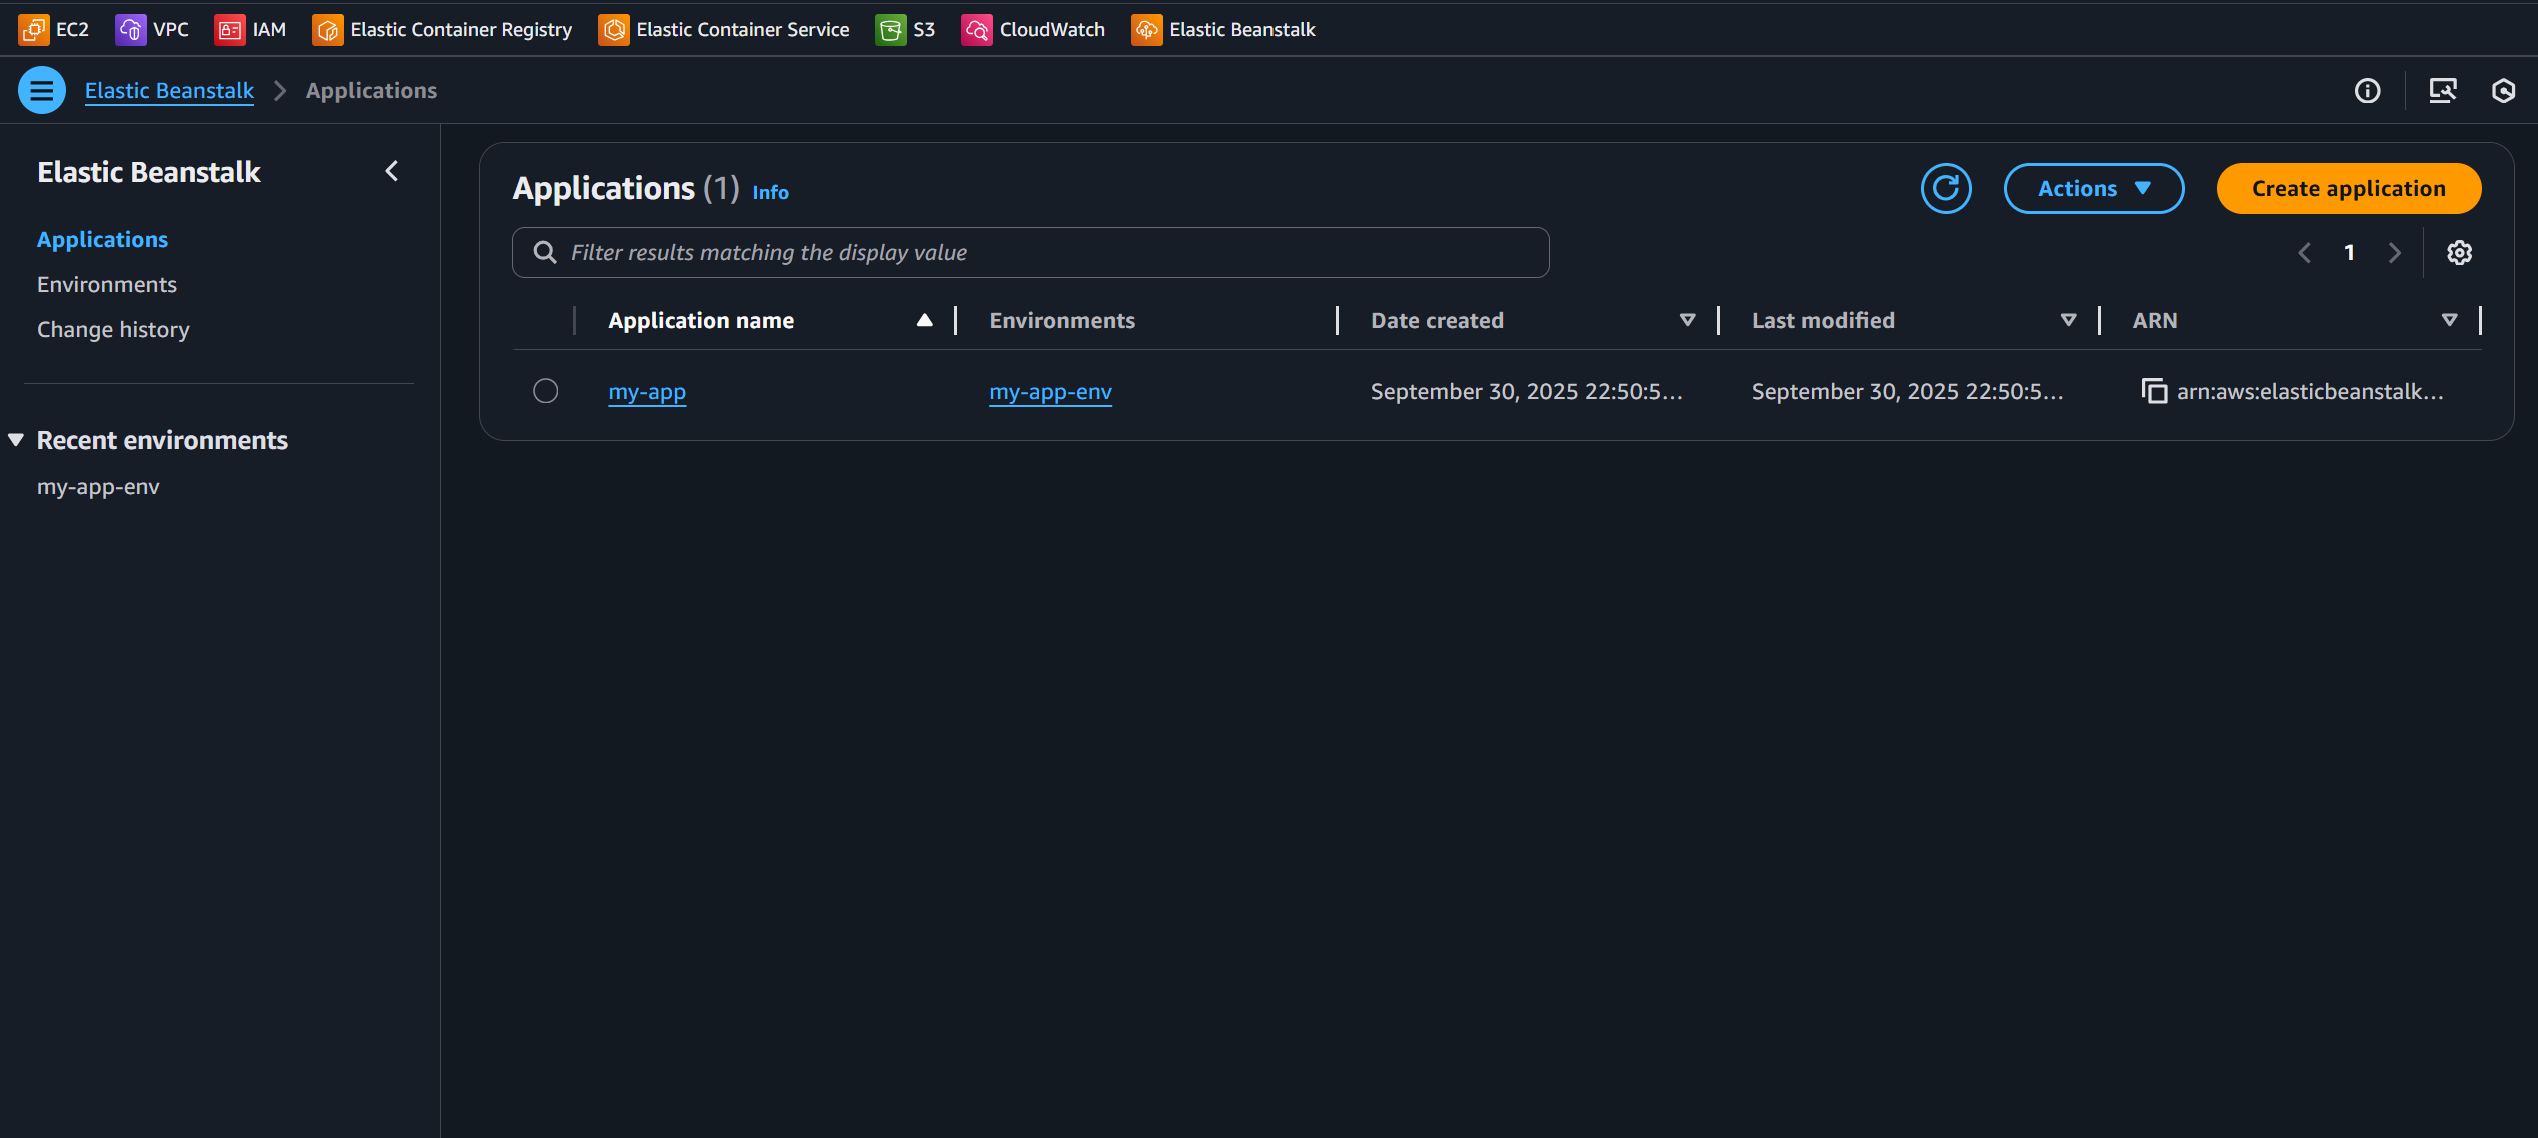 EC2 VPC IAM Elastic Container Registry Elastic Container Service S3 CloudWatch Elastic Beanstalk
Elastic Beanstalk Applications
Elastic Beanstalk
Applications
Environments
Change history
Recent environments
my-app-env
Applications (1) Info
Actions
Create application
Filter results matching the display value
1
Application name Environments Date created Last modified ARN
my-app my-app-env September 30, 2025 22:50:5... September 30, 2025 22:50:5... arn:aws:elasticbeanstalk...